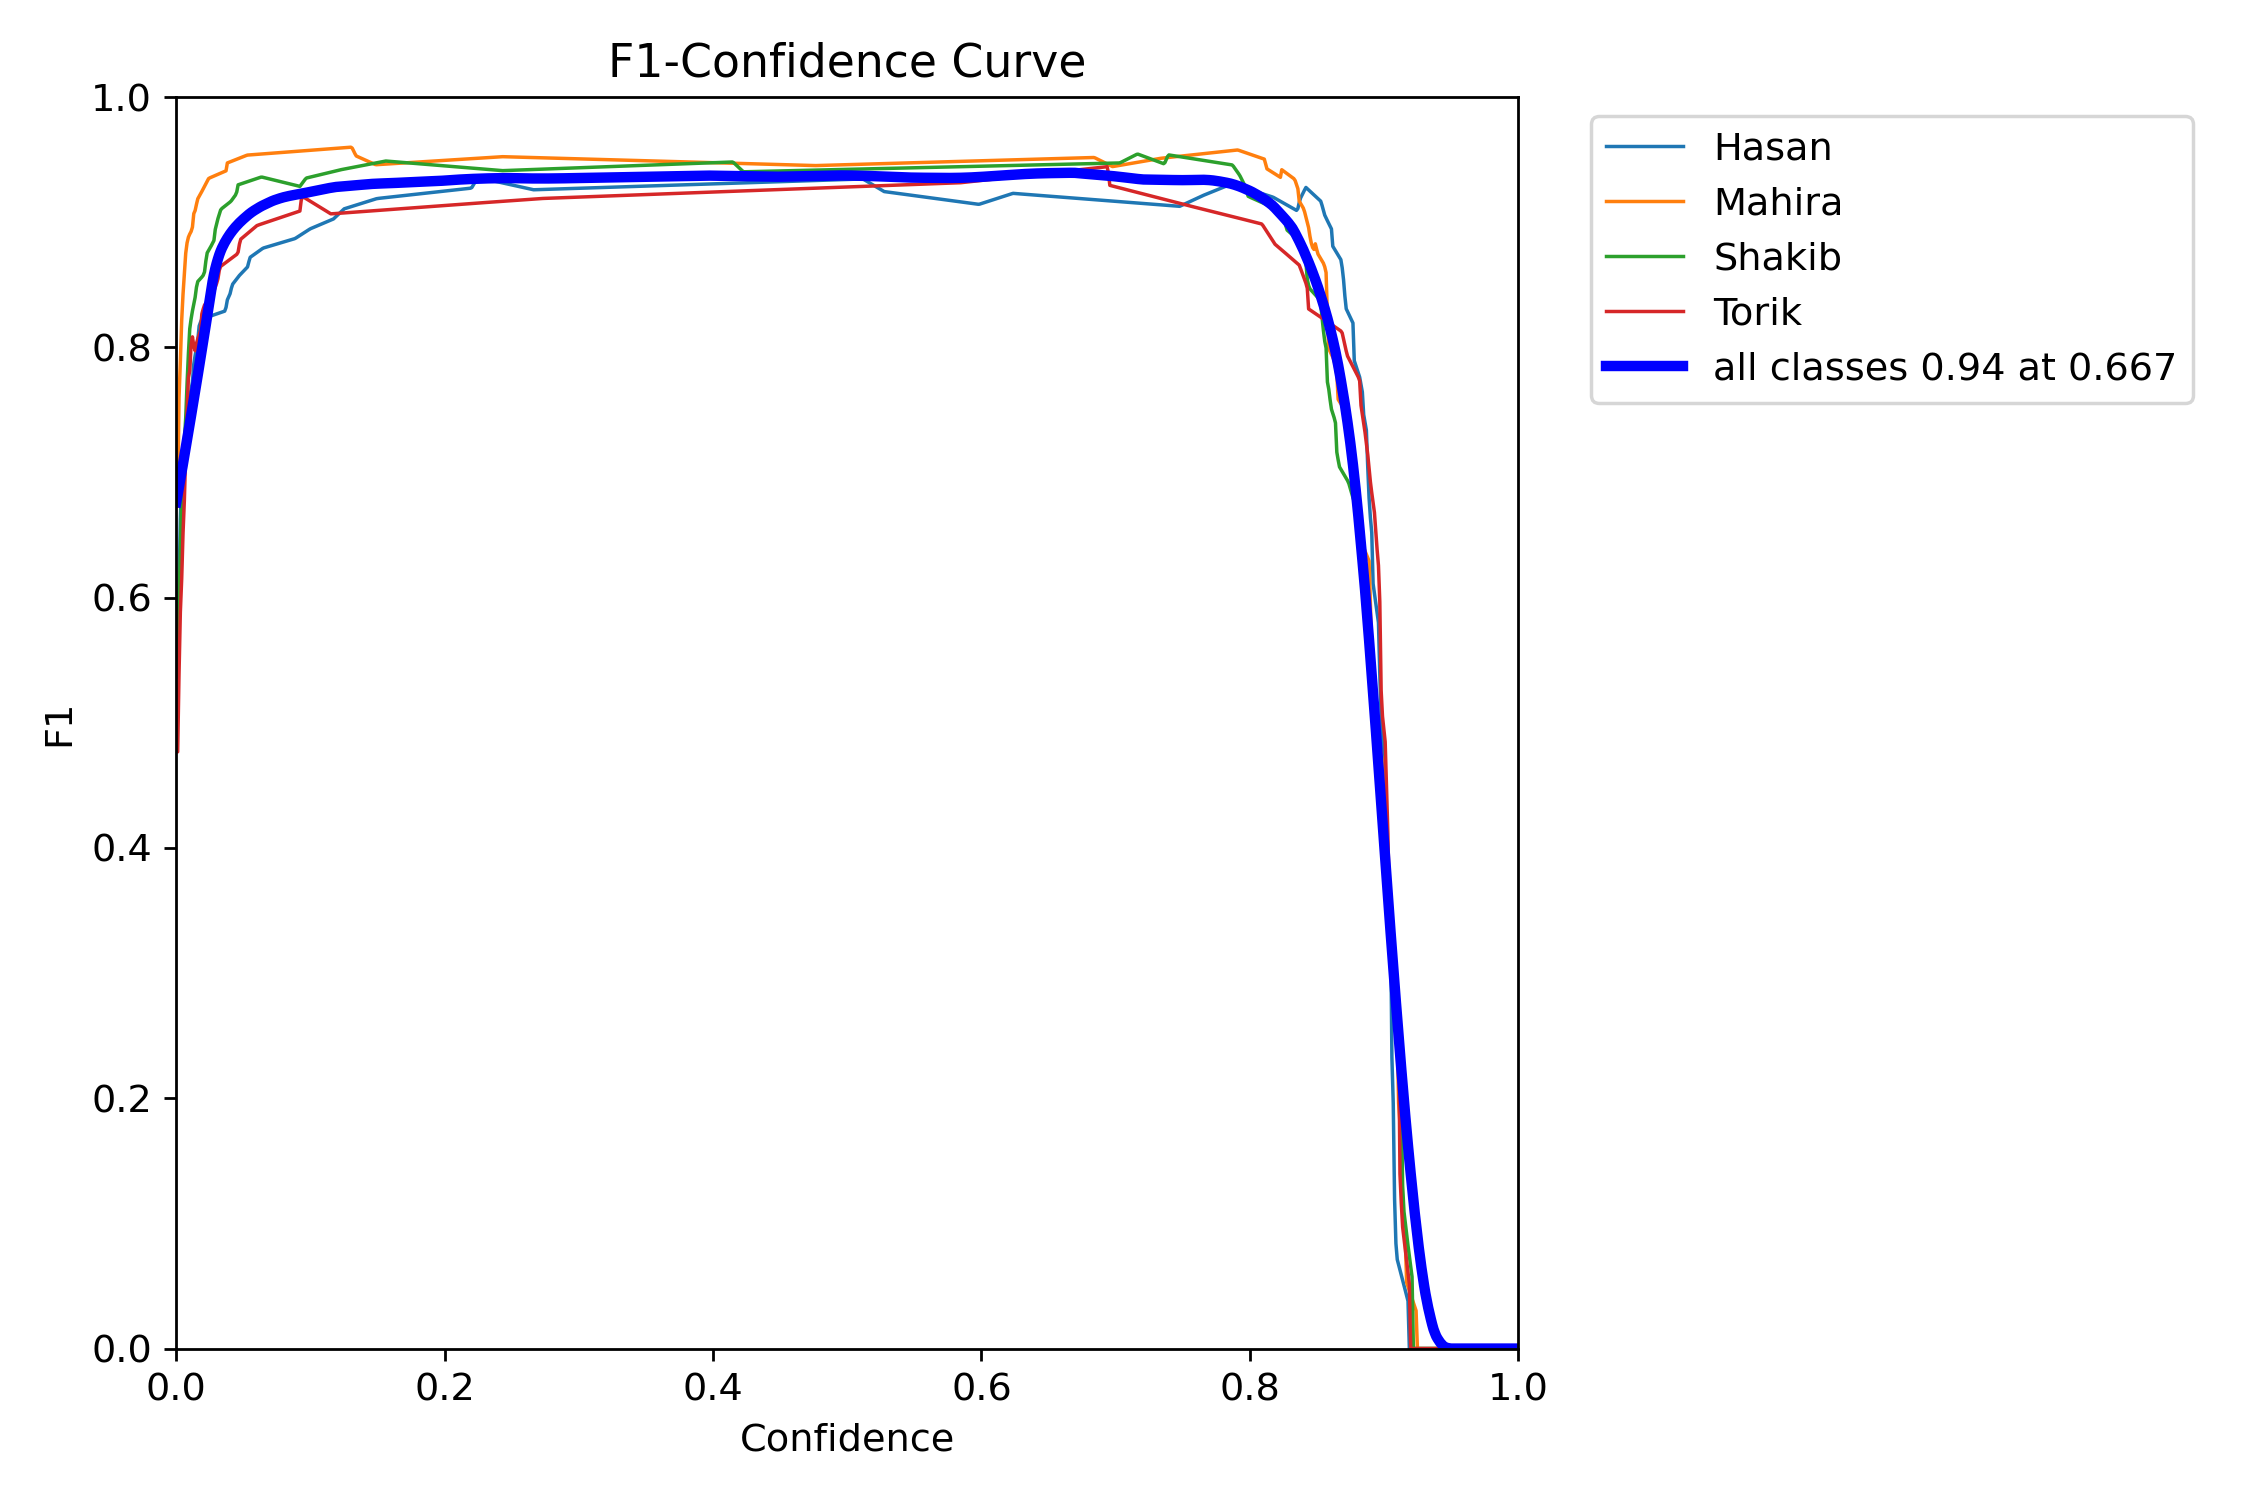 F1-Confidence Curve
1.0
0.8
0.6
0.4
0.2
0.0
F1
0.0 0.2 0.4 0.6 0.8 1.0
Confidence
Hasan
Mahira
Shakib
Torik
all classes 0.94 at 0.667